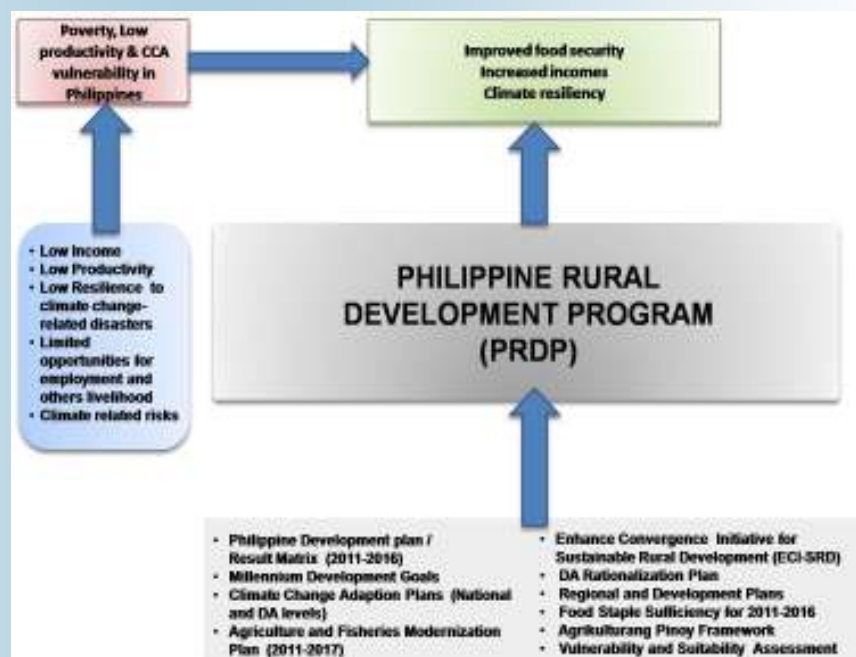 Poverty, Low
productivity & CCA
vulnerability in
Philippines
Improved food security
Increased incomes
Climate resiliency
• Low Income
• Low Productivity
• Low Resilience to
climate change-
related disasters
• Limited
opportunities for
employment and
others livelihood
• Climate related risks
PHILIPPINE RURAL
DEVELOPMENT PROGRAM
(PRDP)
• Philippine Development plan /
Result Matrix (2011-2016)
• Millennium Development Goals
• Climate Change Adaption Plans (National
and DA levels)
• Agriculture and Fisheries Modernization
Plan (2011-2017)
• Enhance Convergence Initiative for
Sustainable Rural Development (ECI-SRD)
• DA Rationalization Plan
• Regional and Development Plans
• Food Staple Sufficiency for 2011-2016
• Agrikulturang Pinoy Framework
• Vulnerability and Suitability Assessment